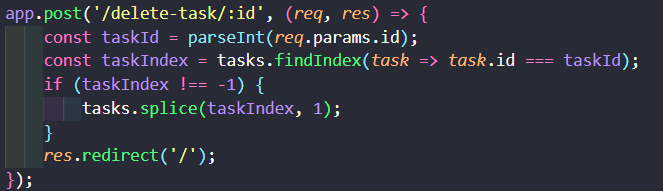 app.post('/delete-task/:id', (req, res) => {
    const taskId = parseInt(req.params.id);
    const taskIndex = tasks.findIndex(task => task.id === taskId);
    if (taskIndex !== -1) {
        tasks.splice(taskIndex, 1);
    }
    res.redirect('/');
});